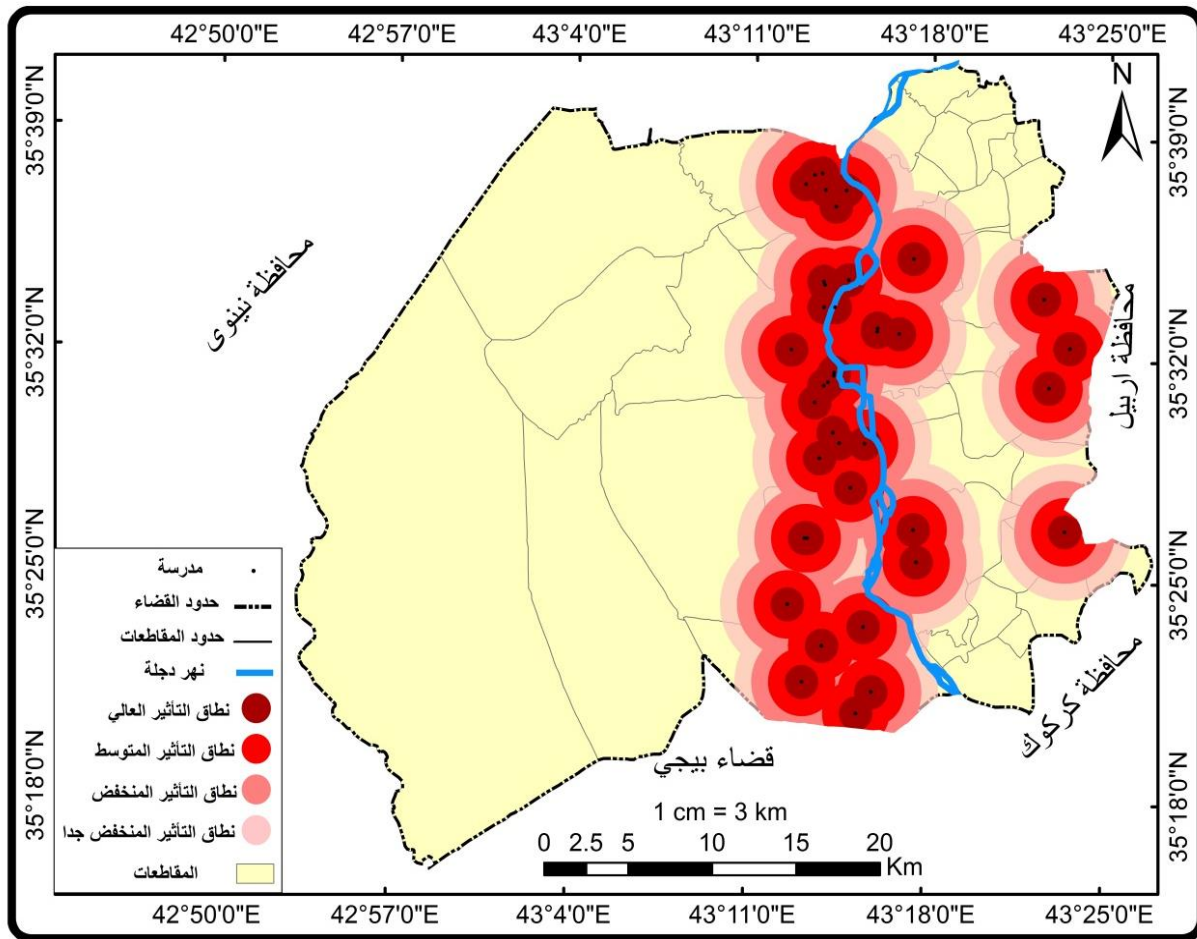 42°50'0"E 42°57'0"E 43°4'0"E 43°11'0"E 43°18'0"E 43°25'0"E
N
35°39'0"N
35°32'0"N
35°25'0"N
35°18'0"N
35°39'0"N
35°32'0"N
35°25'0"N
35°18'0"N
محافظة نينوى
محافظة اربيل
محافظة كركوك
قضاء بيجي
1 cm = 3 km
0 2.5 5 10 15 20
Km
مدرسة
حدود القضاء
حدود المقاطعات
نهر دجلة
نطاق التأثير العالي
نطاق التأثير المتوسط
نطاق التأثير المنخفض
نطاق التأثير المنخفض جدا
المقاطعات
42°50'0"E 42°57'0"E 43°4'0"E 43°11'0"E 43°18'0"E 43°25'0"E